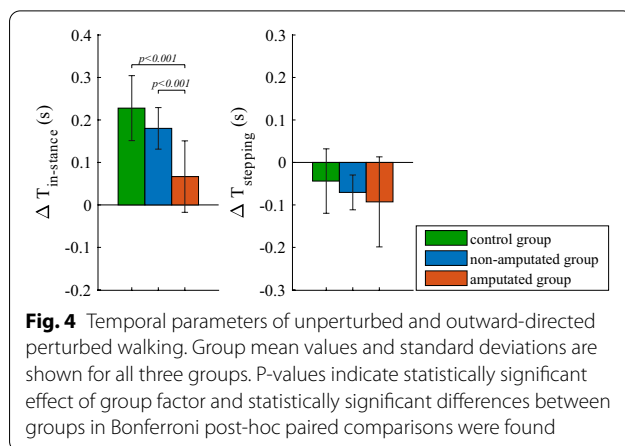 0.4
0.3
0.2
0.1
0
-0.1
-0.2
Δ T in-stance (s)
p<0.001
p<0.001
0.3
0.2
0.1
0
-0.1
-0.2
-0.3
Δ T stepping (s)
control group
non-amputated group
amputated group
Fig. 4 Temporal parameters of unperturbed and outward-directed
perturbed walking. Group mean values and standard deviations are
shown for all three groups. P-values indicate statistically significant
effect of group factor and statistically significant differences between
groups in Bonferroni post-hoc paired comparisons were found